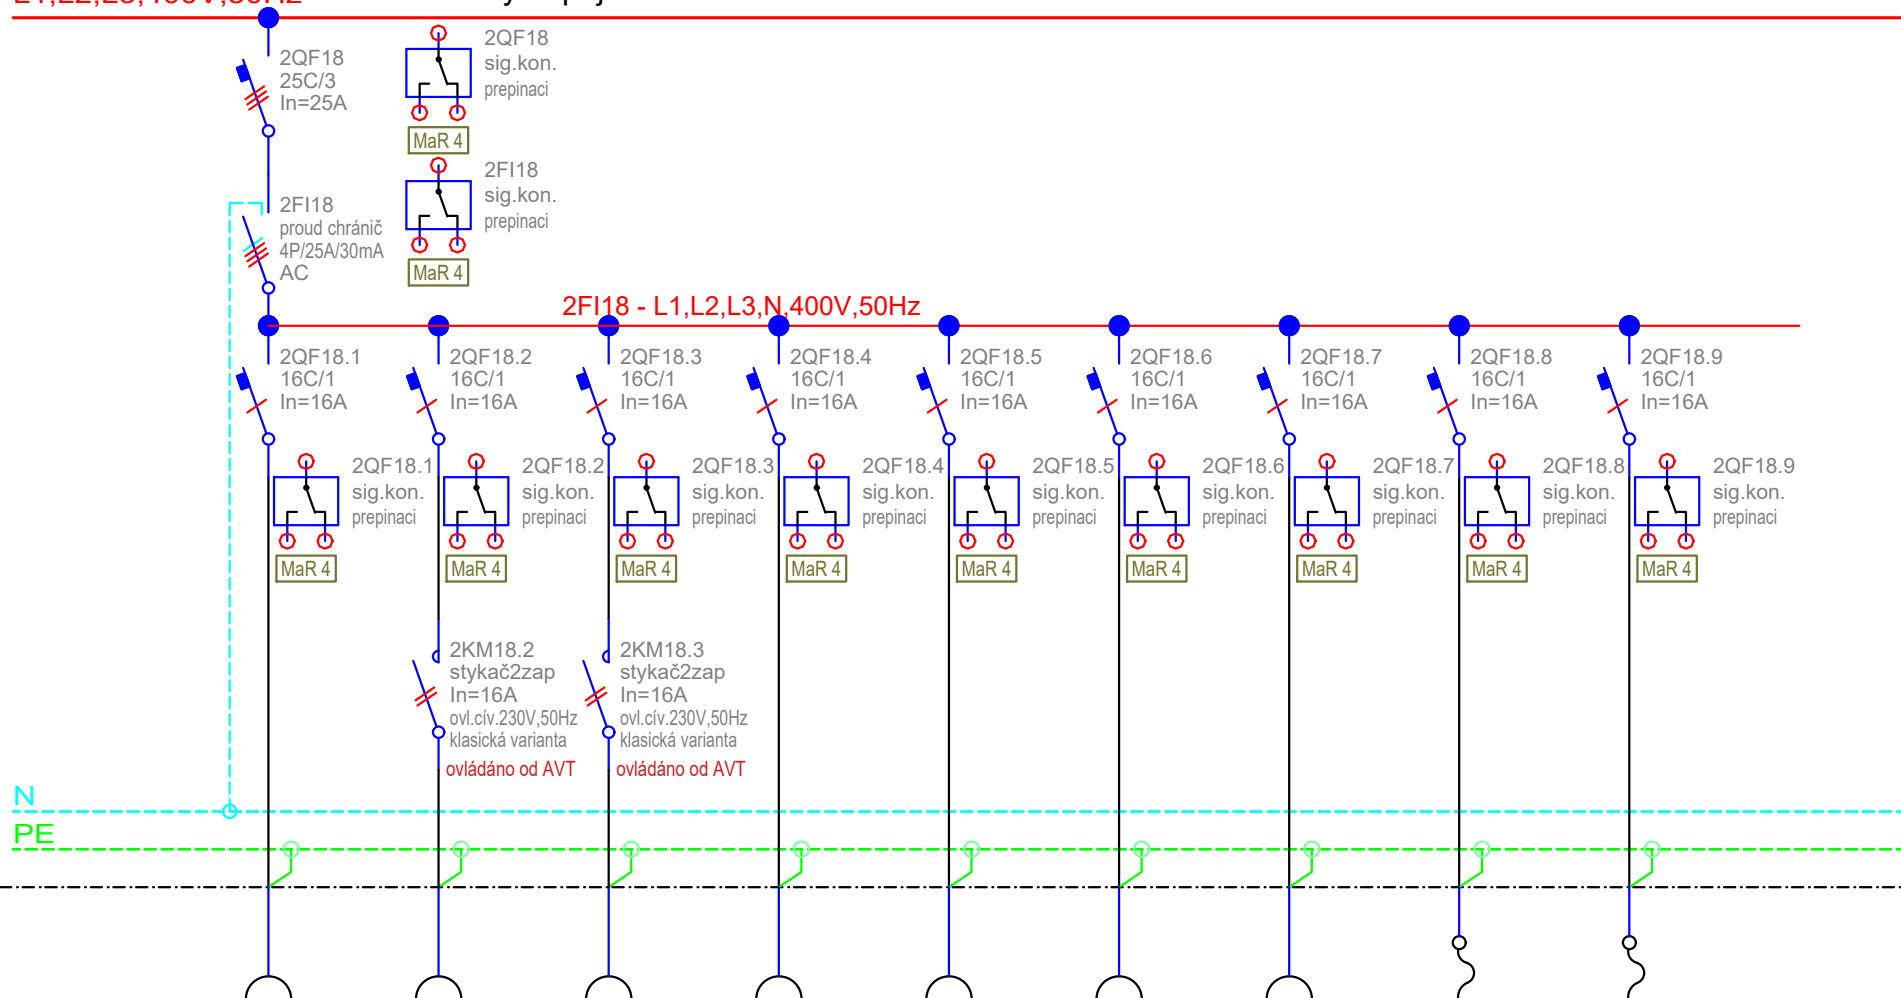 2QF18
25C/3
In=25A
2QF18
sig.kon.
prepinaci
MaR 4
2FI18
proud chránič
4P/25A/30mA
AC
2FI18
sig.kon.
prepinaci
MaR 4
2FI18 - L1,L2,L3,N,400V,50Hz
2QF18.1
16C/1
In=16A
2QF18.2
16C/1
In=16A
2QF18.3
16C/1
In=16A
2QF18.4
16C/1
In=16A
2QF18.5
16C/1
In=16A
2QF18.6
16C/1
In=16A
2QF18.7
16C/1
In=16A
2QF18.8
16C/1
In=16A
2QF18.9
16C/1
In=16A
2QF18.1
sig.kon.
prepinaci
MaR 4
2QF18.2
sig.kon.
prepinaci
MaR 4
2QF18.3
sig.kon.
prepinaci
MaR 4
2QF18.4
sig.kon.
prepinaci
MaR 4
2QF18.5
sig.kon.
prepinaci
MaR 4
2QF18.6
sig.kon.
prepinaci
MaR 4
2QF18.7
sig.kon.
prepinaci
MaR 4
2QF18.8
sig.kon.
prepinaci
MaR 4
2QF18.9
sig.kon.
prepinaci
MaR 4
2KM18.2
stykač2zap
In=16A
ovl.cív.230V,50Hz
klasická varianta
ovládáno od AVT
2KM18.3
stykač2zap
In=16A
ovl.cív.230V,50Hz
klasická varianta
ovládáno od AVT
N
PE